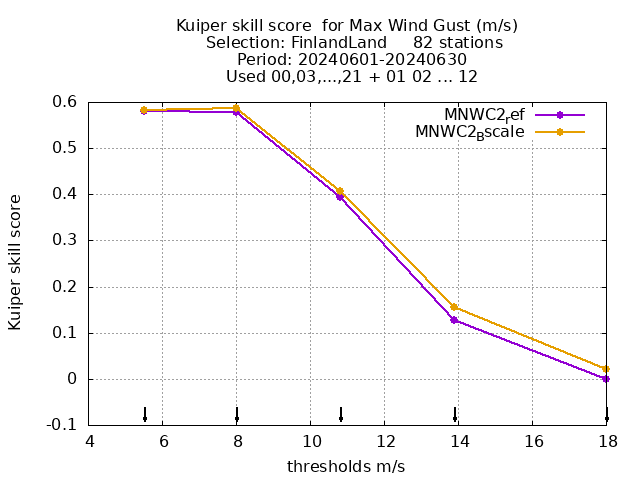 Kuiper skill score  for Max Wind Gust (m/s)
Selection: FinlandLand     82 stations
Period: 20240601-20240630
Used 00,03,...,21 + 01 02 ... 12
MNWC2ref
MNWC2Bscale
0.6
0.5
0.4
0.3
0.2
0.1
0
-0.1
Kuiper skill score
4 6 8 10 12 14 16 18
thresholds m/s